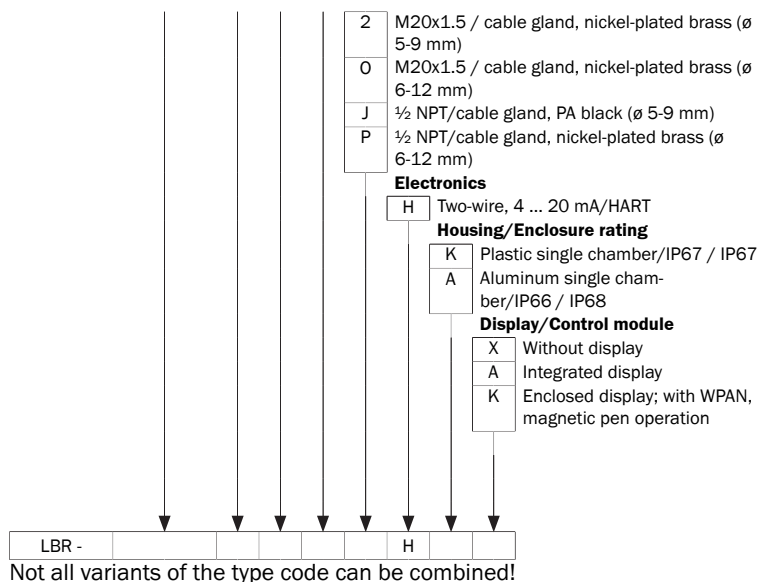 2 M20x1.5 / cable gland, nickel-plated brass (ø
5-9 mm)
O M20x1.5 / cable gland, nickel-plated brass (ø
6-12 mm)
J ½ NPT/cable gland, PA black (ø 5-9 mm)
P ½ NPT/cable gland, nickel-plated brass (ø
6-12 mm)
Electronics
H Two-wire, 4 ... 20 mA/HART
Housing/Enclosure rating
K Plastic single chamber/IP67 / IP67
A Aluminum single cham-
ber/IP66 / IP68
Display/Control module
X Without display
A Integrated display
K Enclosed display; with WPAN,
magnetic pen operation
LBR - H
Not all variants of the type code can be combined!